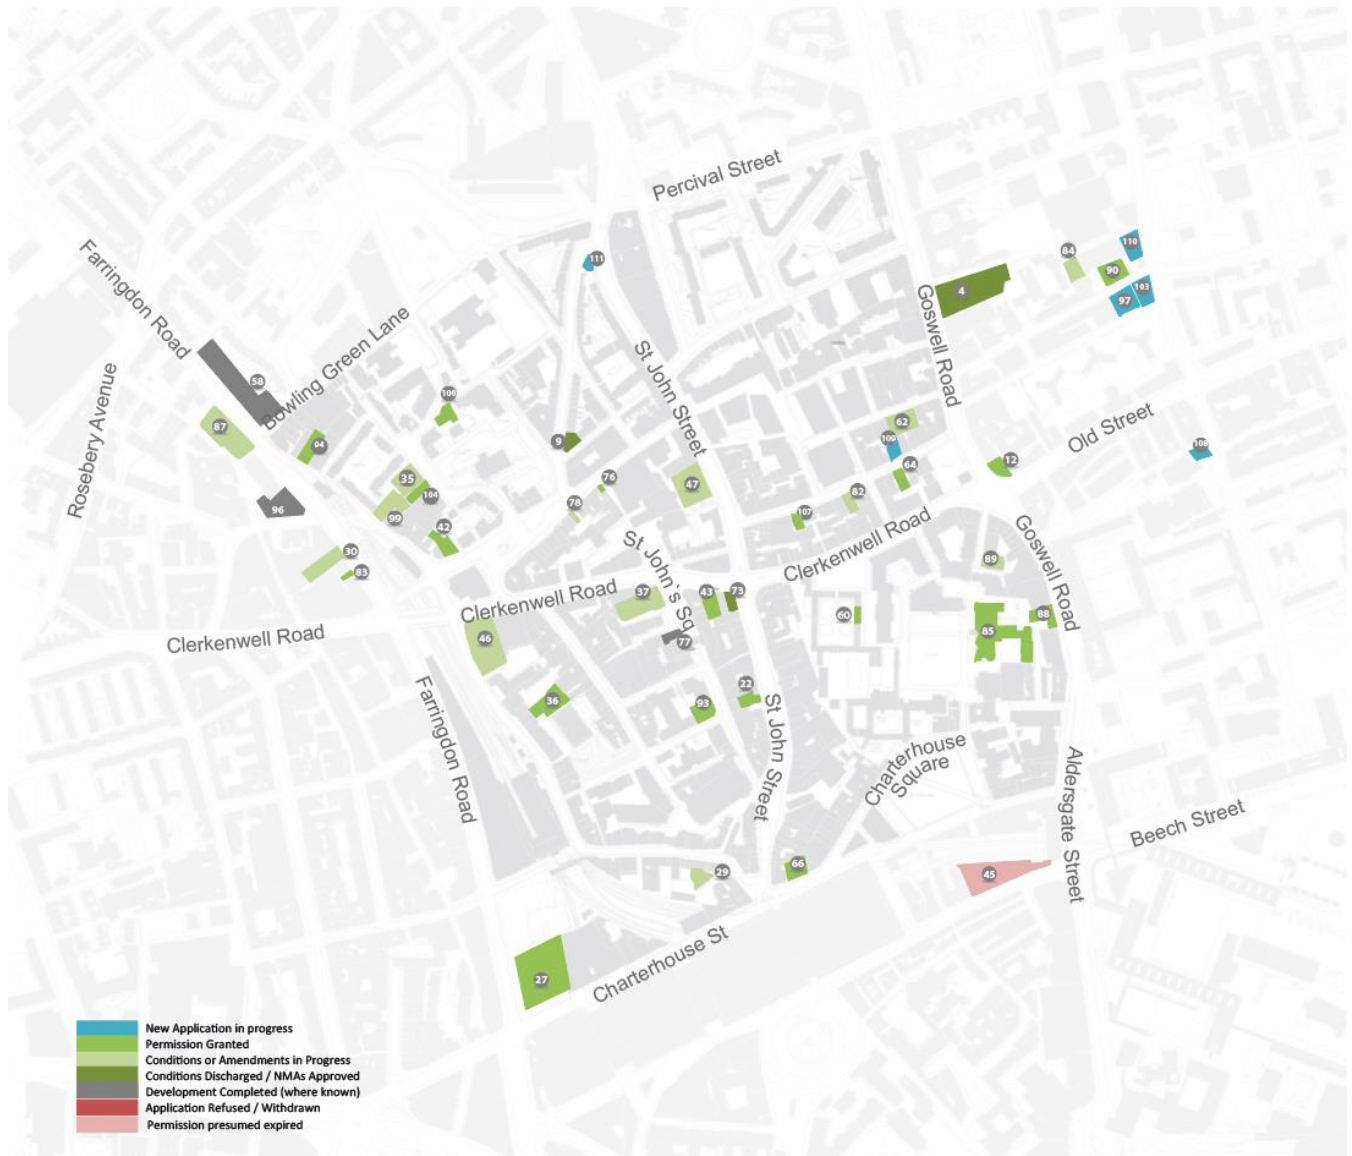 Percival Street
111
84
110
90
103
97
4
Farringdon Road
Bowling Green Lane
St John Street
Goswell Road
58
Rosebery Avenue
87
94
100
9
62
109
Old Street
108
12
64
35
104
99
96
42
76
78
47
82
107
30
83
St John's Sq
Clerkenwell Road
Goswell Road
89
Clerkenwell Road
37
43
73
60
88
85
Clerkenwell Road
46
77
36
22
93
Farringdon Road
St John Street
Charterhouse
Square
Aldersgate Street
Beech Street
66
29
45
27
Charterhouse St
New Application in progress
Permission Granted
Conditions or Amendments in Progress
Conditions Discharged / NMAs Approved
Development Completed (where known)
Application Refused / Withdrawn
Permission presumed expired